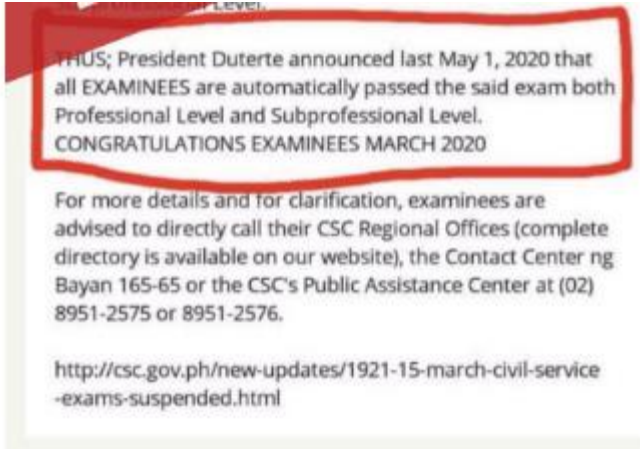 Subprofessional Level.
THUS; President Duterte announced last May 1, 2020 that
all EXAMINEES are automatically passed the said exam both
Professional Level and Subprofessional Level.
CONGRATULATIONS EXAMINEES MARCH 2020
For more details and for clarification, examinees are
advised to directly call their CSC Regional Offices (complete
directory is available on our website), the Contact Center ng
Bayan 165-65 or the CSC's Public Assistance Center at (02)
8951-2575 or 8951-2576.
http://csc.gov.ph/new-updates/1921-15-march-civil-service
-exams-suspended.html